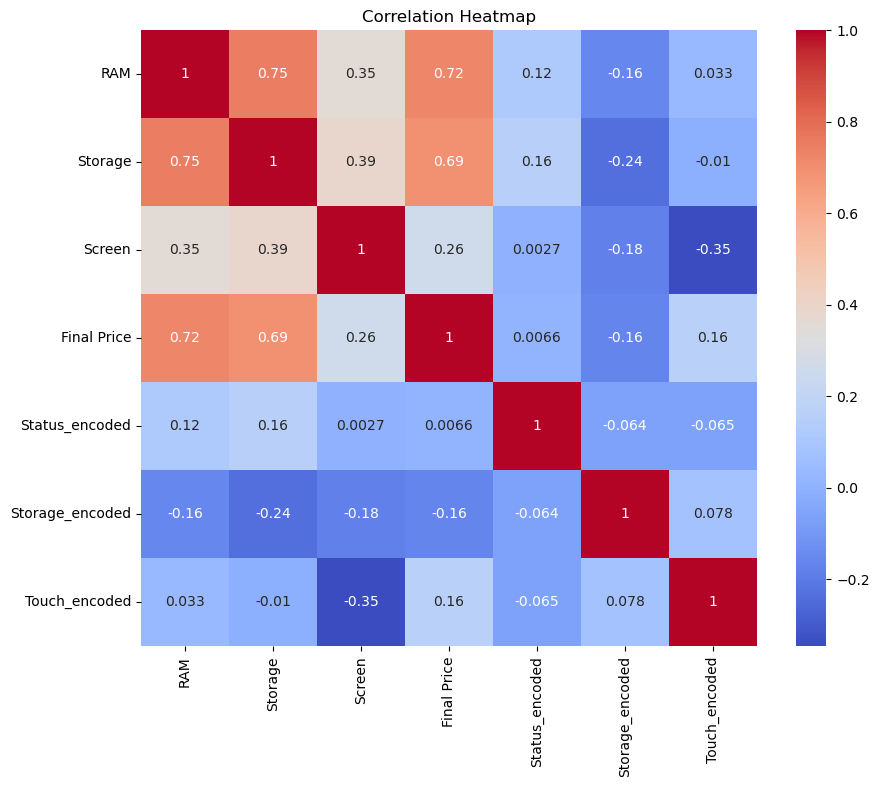 Correlation Heatmap
RAM 1 0.75 0.35 0.72 0.12 -0.16 0.033
Storage 0.75 1 0.39 0.69 0.16 -0.24 -0.01
Screen 0.35 0.39 1 0.26 0.0027 -0.18 -0.35
Final Price 0.72 0.69 0.26 1 0.0066 -0.16 0.16
Status_encoded 0.12 0.16 0.0027 0.0066 1 -0.064 -0.065
Storage_encoded -0.16 -0.24 -0.18 -0.16 -0.064 1 0.078
Touch_encoded 0.033 -0.01 -0.35 0.16 -0.065 0.078 1
RAM Storage Screen Final Price Status_encoded Storage_encoded Touch_encoded
1.0
0.8
0.6
0.4
0.2
0.0
−0.2